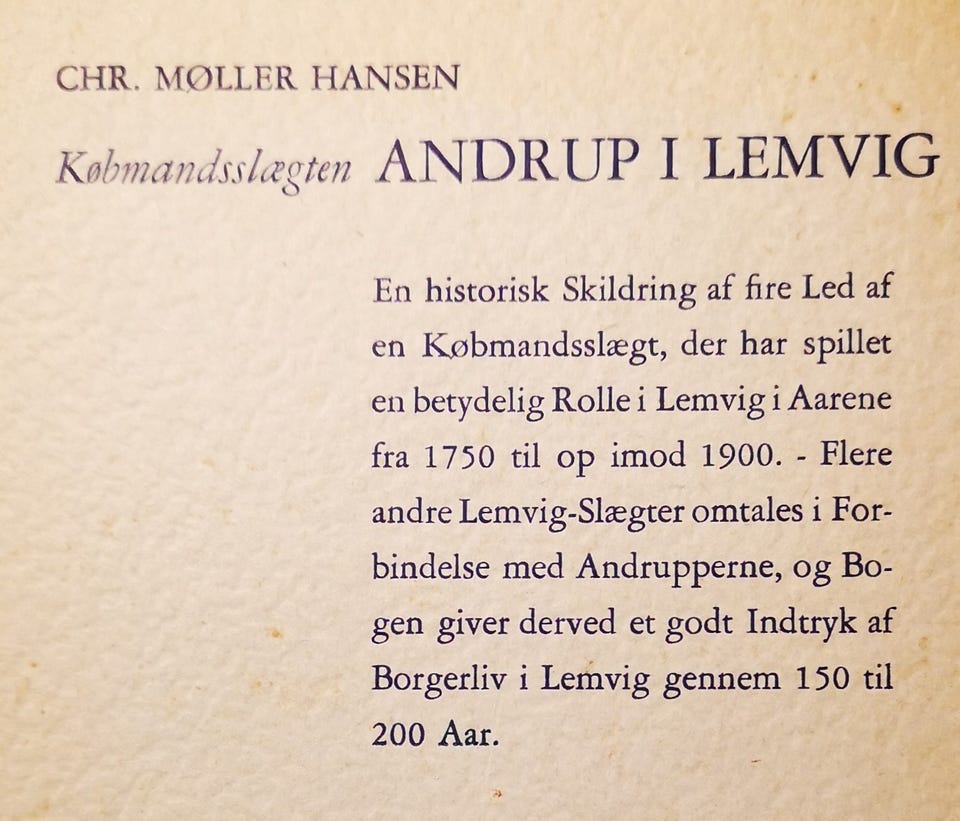 CHR. MØLLER HANSEN
Købmandsslægten ANDRUP I LEMVIG
En historisk Skildring af fire Led af
en Købmandsslægt, der har spillet
en betydelig Rolle i Lemvig i Aarene
fra 1750 til op imod 1900. - Flere
andre Lemvig-Slægter omtales i For-
bindelse med Andrupperne, og Bo-
gen giver derved et godt Indtryk af
Borgerliv i Lemvig gennem 150 til
200 Aar.